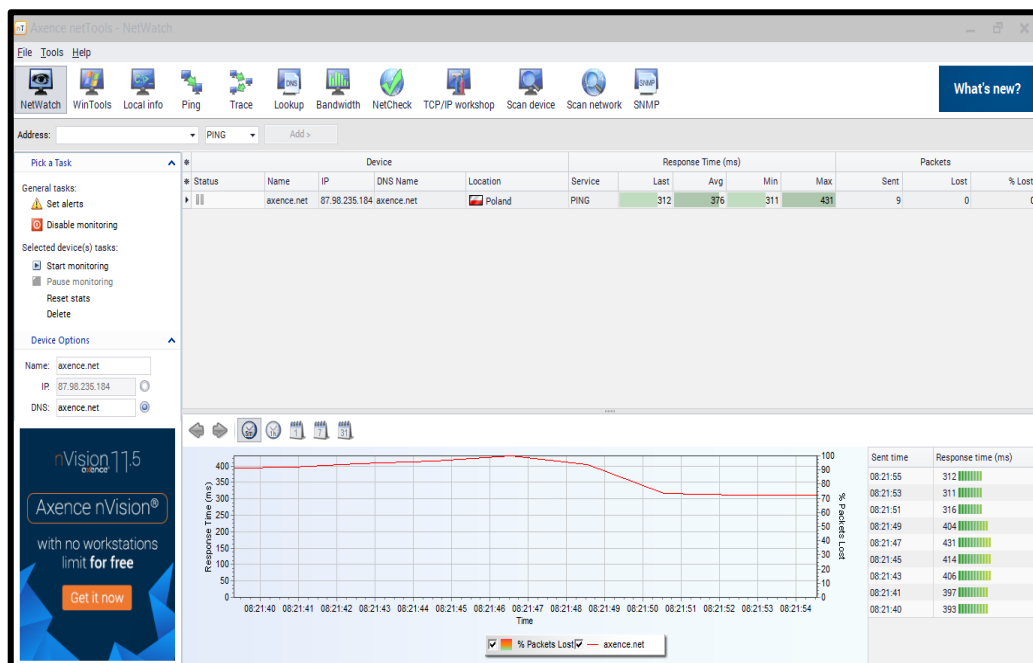 nT Axence netTools - NetWatch
File Tools Help
NetWatch WinTools Local info Ping Trace Lookup Bandwidth NetCheck TCP/IP workshop Scan device Scan network SNMP
DNS SNMP
What's new?
Address: PING Add >
Pick a Task
General tasks:
Set alerts
Disable monitoring
Selected device(s) tasks:
Start monitoring
Pause monitoring
Reset stats
Delete
Device Options
Name: axence.net
IP: 87.98.235.184
DNS: axence.net
nVision 11.5
axence
Axence nVision®
with no workstations
limit for free
Get it now
Device Response Time (ms) Packets
Status Name IP DNS Name Location Service Last Avg Min Max Sent Lost % Lost
axence.net 87.98.235.184 axence.net Poland PING 312 376 311 431 9 0 0
5m 1h 1 7 31
Response Time (ms)
400
350
300
250
200
150
100
50
0
100
90
80
70
60
50
40
30
20
10
0
% Packets Lost
08:21:40 08:21:41 08:21:42 08:21:43 08:21:44 08:21:45 08:21:46 08:21:47 08:21:48 08:21:49 08:21:50 08:21:51 08:21:52 08:21:53 08:21:54
Time
% Packets Lost axence.net
Sent time Response time (ms)
08:21:55 312
08:21:53 311
08:21:51 316
08:21:49 404
08:21:47 431
08:21:45 414
08:21:43 406
08:21:41 397
08:21:40 393